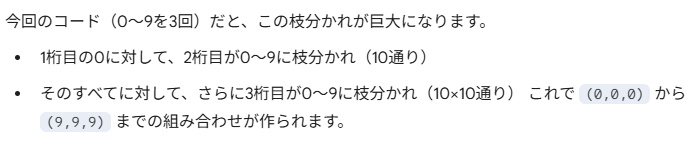 今回のコード（0〜9を3回）だと、この枝分かれが巨大になります。
• 1桁目の0に対して、2桁目が0〜9に枝分かれ（10通り）
• そのすべてに対して、さらに3桁目が0〜9に枝分かれ（10×10通り） これで (0,0,0) から
(9,9,9) までの組み合わせが作られます。